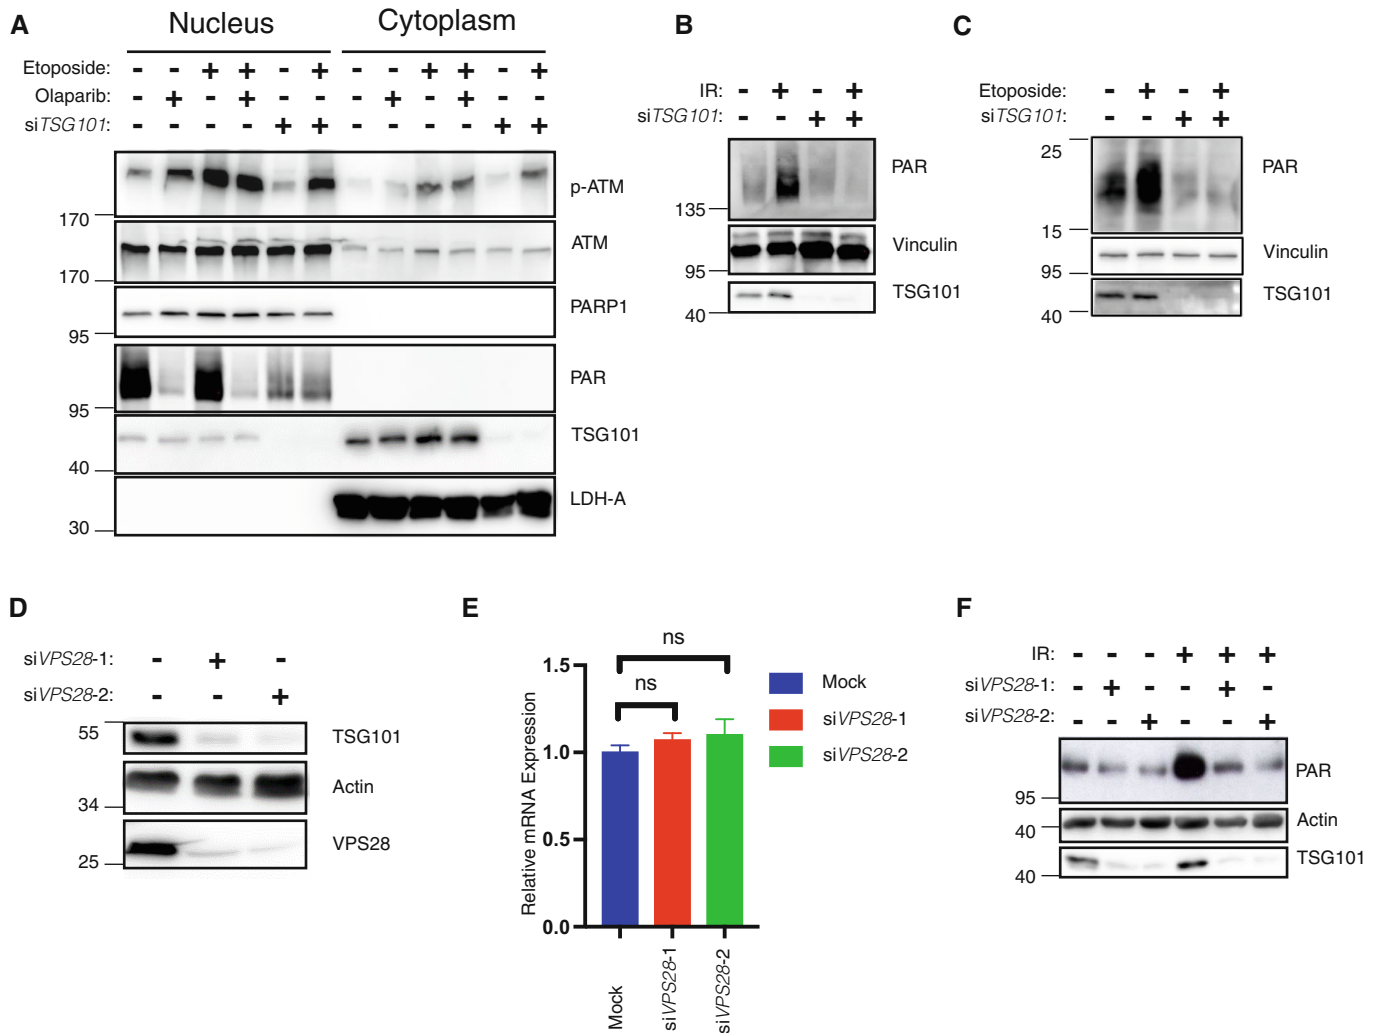 A
Nucleus Cytoplasm
Etoposide: - - + + - + - - + + - +
Olaparib: - + - + - - - + - + - -
siTSG101: - - - - + + - - - - + +
p-ATM
170
ATM
170
PARP1
95
PAR
95
TSG101
40
LDH-A
30
B
IR: - + - +
siTSG101: - - + +
PAR
135
Vinculin
95
TSG101
40
C
Etoposide: - + - +
siTSG101: - - + +
25
PAR
15
Vinculin
95
TSG101
40
D
siVPS28-1: - + -
siVPS28-2: - - +
55
TSG101
Actin
34
VPS28
25
E
ns
ns
1.5
1.0
0.5
0.0
Relative mRNA Expression
Mock
siVPS28-1
siVPS28-2
Mock
siVPS28-1
siVPS28-2
F
IR: - - - + + +
siVPS28-1: - + - - + -
siVPS28-2: - - + - - +
PAR
95
Actin
40
TSG101
40